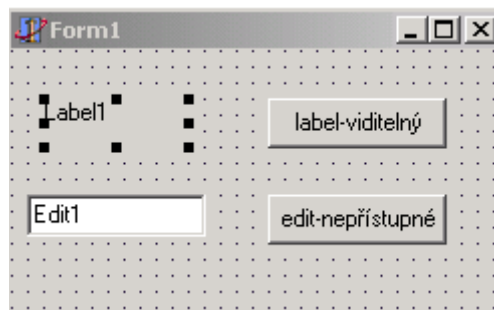 Form1
Label1
label-viditelný
Edit1
edit-nepřístupné